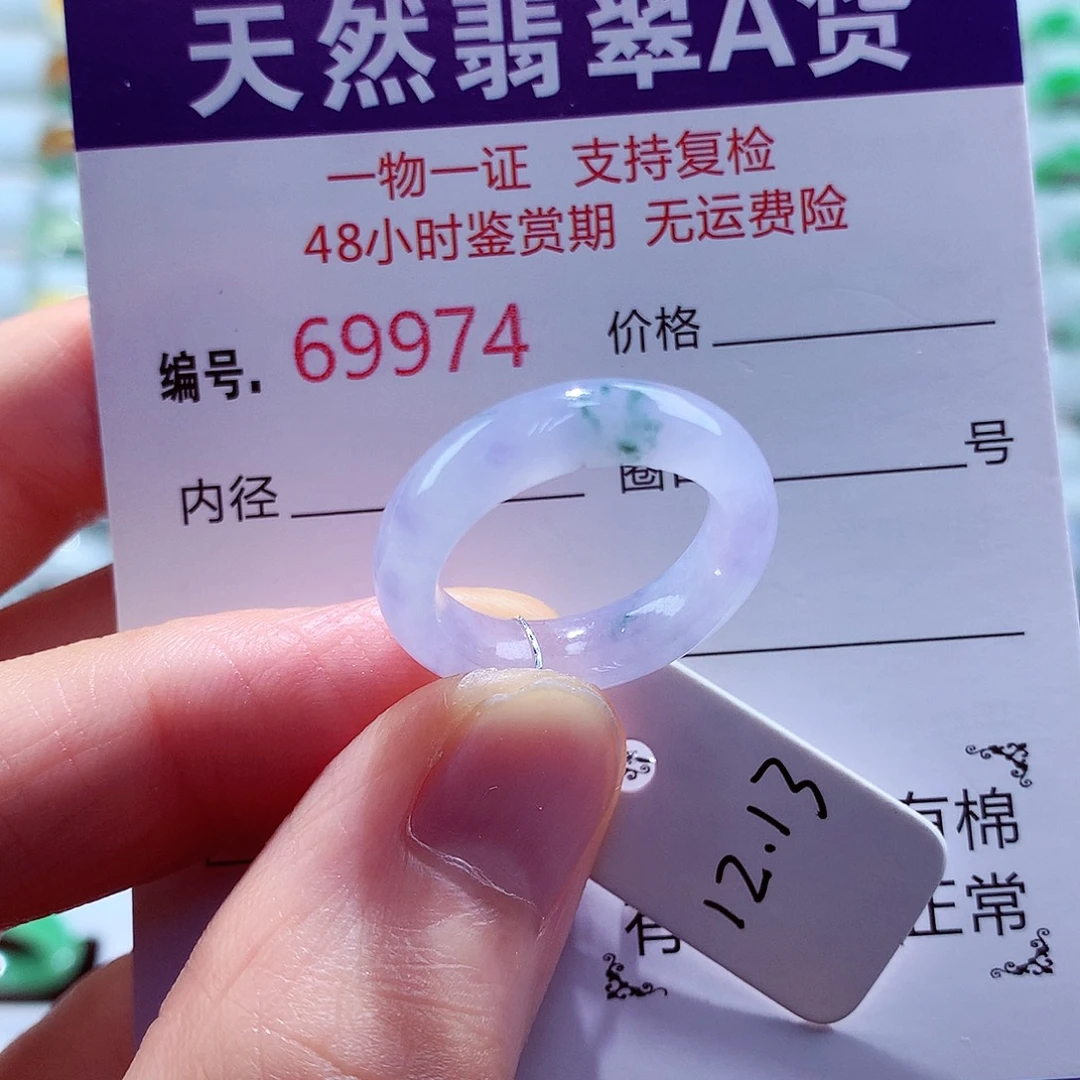 天然翡翠A货
一物一证 支持复检
48小时鉴赏期 无运费险
编号. 69974 价格
内径 圈 号
12.13
有棉
有 正常